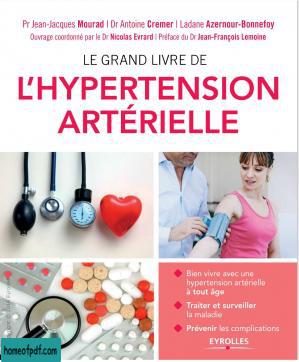 Pr Jean-Jacques Mourad | Dr Antoine Cremer | Ladane Azernour-Bonnefoy
Ouvrage coordonné par le Dr Nicolas Evrard | Préface du Dr Jean-François Lemoine
LE GRAND LIVRE DE
L'HYPERTENSION
ARTÉRIELLE
Bien vivre avec une
hypertension artérielle
à tout âge
Traiter et surveiller
la maladie
Prévenir les complications
EYROLLES
homeofpdf.com